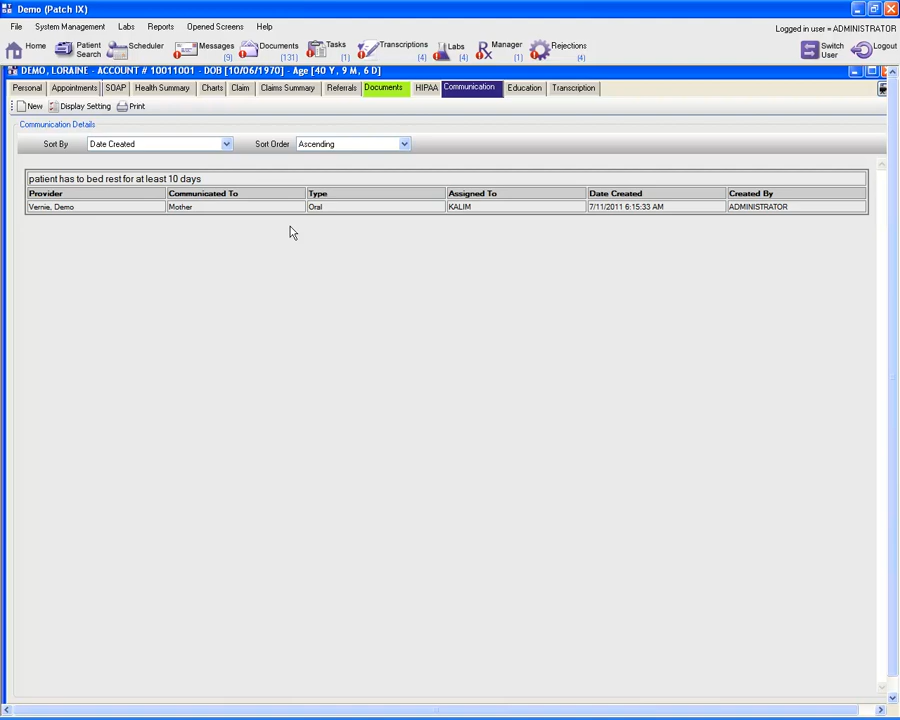 Demo (Patch IX)
File System Management Labs Reports Opened Screens Help
Logged in user = ADMINISTRATOR
Home Patient Search Scheduler Messages (9) Documents (131) Tasks (1) Transcriptions (4) Labs (4) Manager (1) Rejections (4) Switch User Logout
DEMO, LORAINE - ACCOUNT # 10011001 - DOB [10/06/1970] - Age [40 Y, 9 M, 6 D]
Personal Appointments SOAP Health Summary Charts Claim Claims Summary Referrals Documents HIPAA Communication Education Transcription
New Display Setting Print
Communication Details
Sort By Date Created Sort Order Ascending
patient has to bed rest for at least 10 days
Provider Communicated To Type Assigned To Date Created Created By
Vernie, Demo Mother Oral KALIM 7/11/2011 6:15:33 AM ADMINISTRATOR